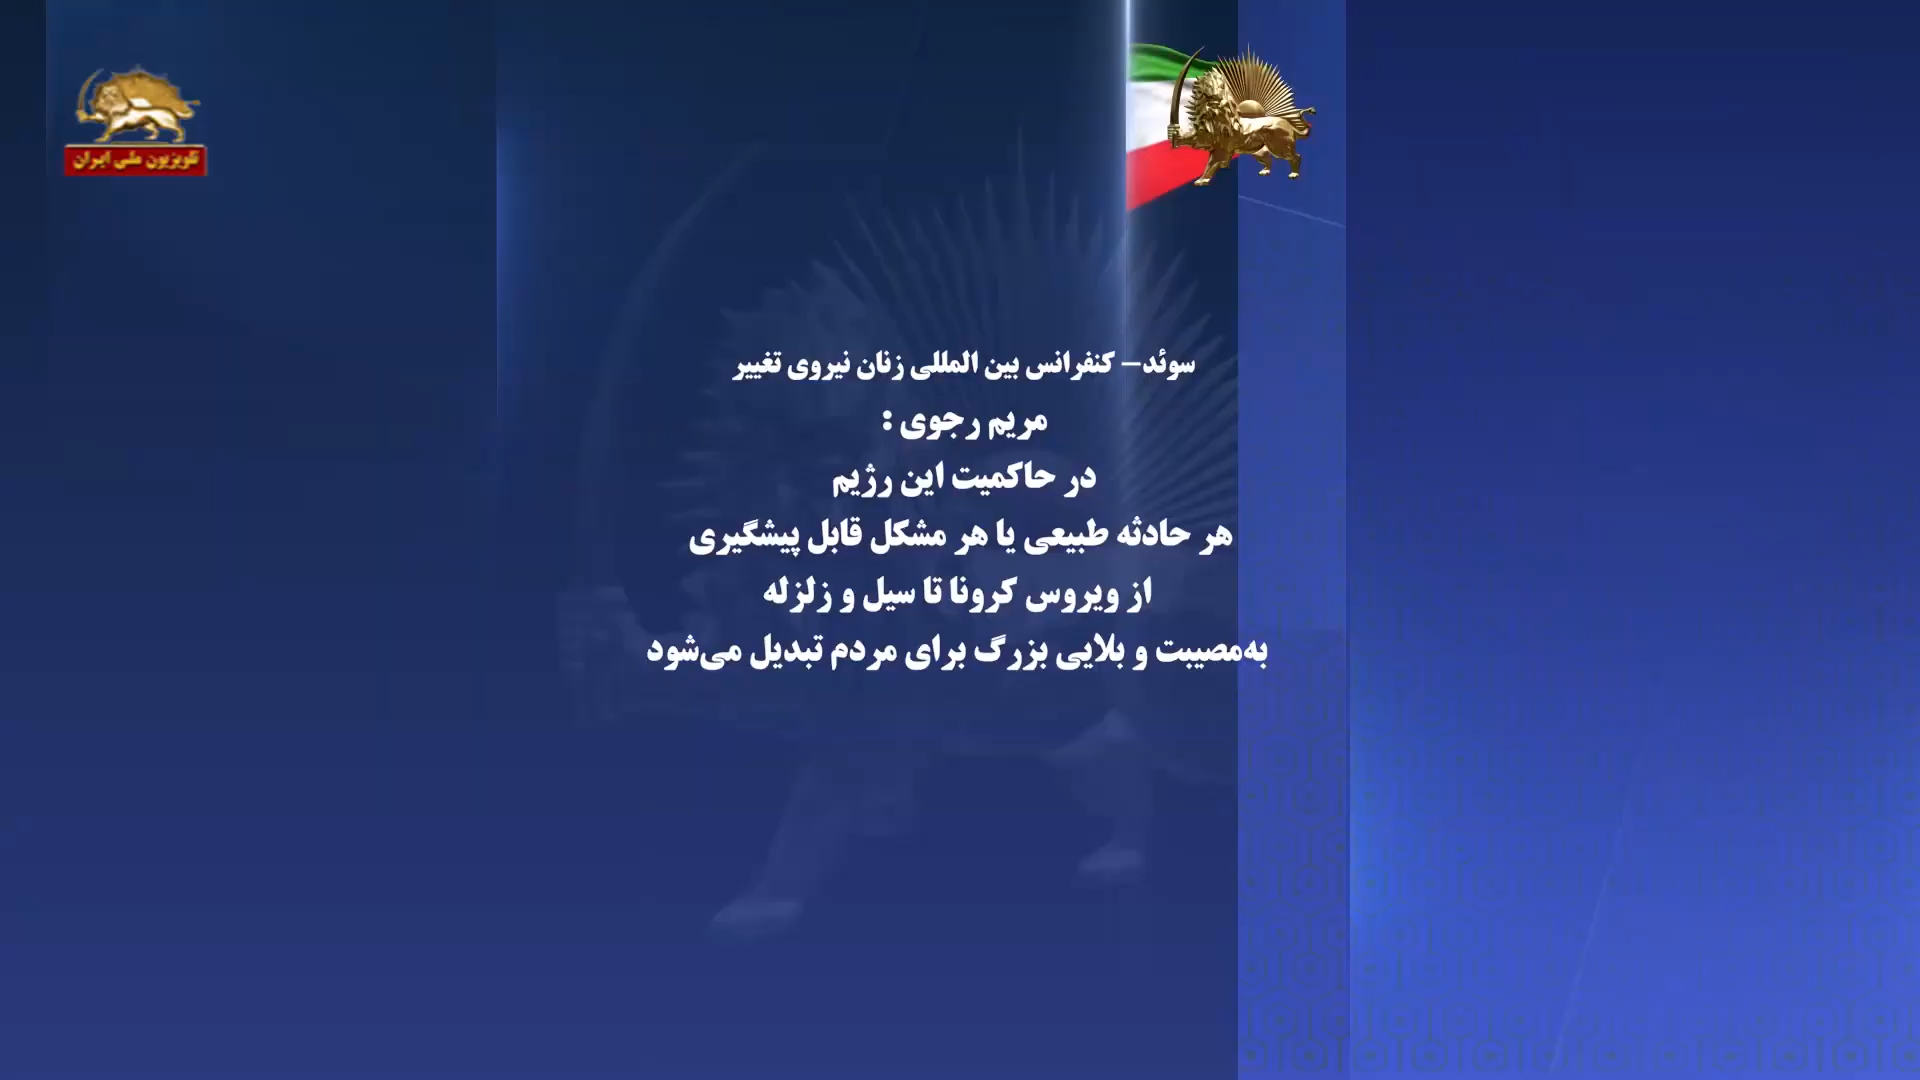 تلویزیون ملی ایران
سوئد- کنفرانس بین المللی زنان نیروی تغییر
مریم رجوی :
در حاکمیت این رژیم
هر حادثه طبیعی یا هر مشکل قابل پیشگیری
از ویروس کرونا تا سیل و زلزله
به‌مصیبت و بلایی بزرگ برای مردم تبدیل می‌شود